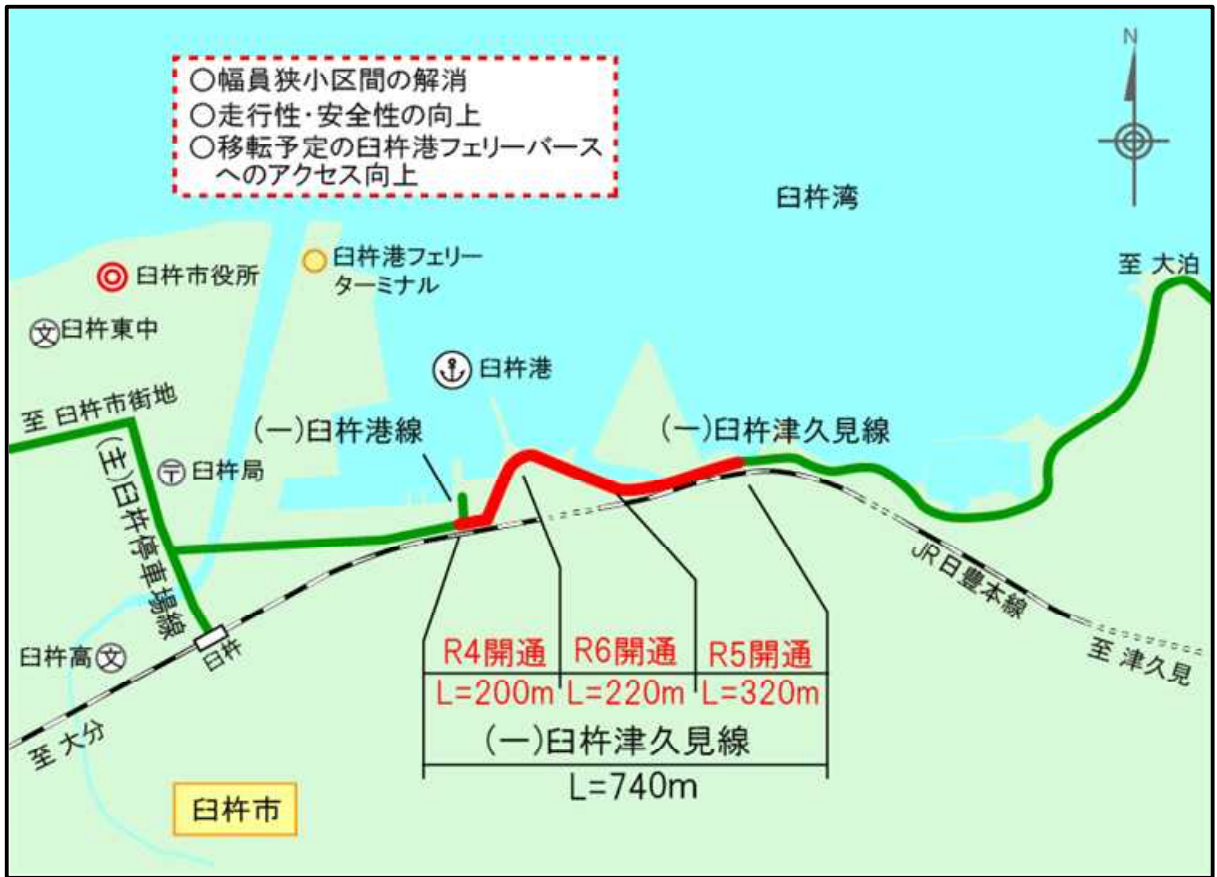 ○幅員狭小区間の解消
○走行性・安全性の向上
○移転予定の臼杵港フェリーバース
へのアクセス向上
N
臼杵湾
至 大泊
臼杵市役所
臼杵港フェリー
ターミナル
文 臼杵東中
臼杵港
至 臼杵市街地
(一)臼杵港線
(一)臼杵津久見線
〒 臼杵局
(主)臼杵停車場線
JR日豊本線
臼杵高 文
臼杵
至 津久見
至 大分
R4開通 R6開通 R5開通
L=200m L=220m L=320m
(一)臼杵津久見線
L=740m
臼杵市